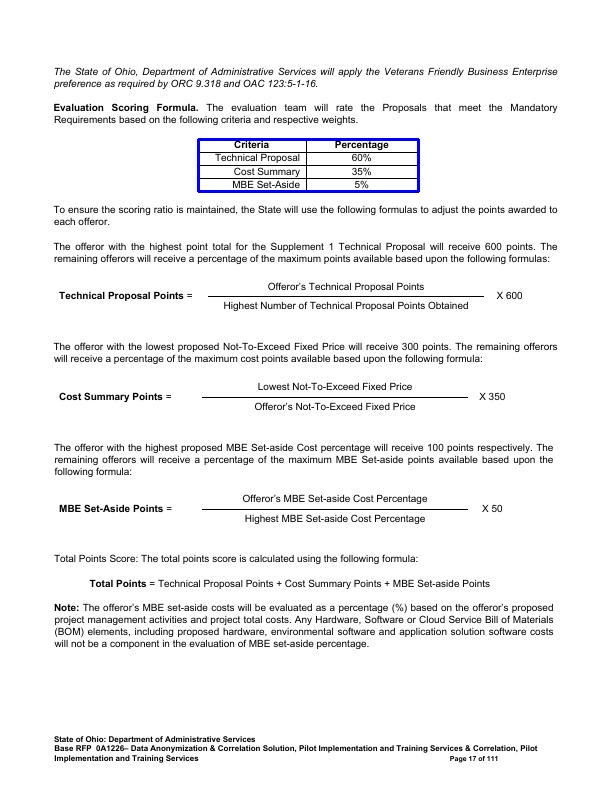 The State of Ohio, Department of Administrative Services will apply the Veterans Friendly Business Enterprise
preference as required by ORC 9.318 and OAC 123:5-1-16.
Evaluation Scoring Formula. The evaluation team will rate the Proposals that meet the Mandatory
Requirements based on the following criteria and respective weights.
Criteria Percentage
Technical Proposal 60%
Cost Summary 35%
MBE Set-Aside 5%
To ensure the scoring ratio is maintained, the State will use the following formulas to adjust the points awarded to
each offeror.
The offeror with the highest point total for the Supplement 1 Technical Proposal will receive 600 points. The
remaining offerors will receive a percentage of the maximum points available based upon the following formulas:
Offeror's Technical Proposal Points
Technical Proposal Points = X 600
Highest Number of Technical Proposal Points Obtained
The offeror with the lowest proposed Not-To-Exceed Fixed Price will receive 300 points. The remaining offerors
will receive a percentage of the maximum cost points available based upon the following formula:
Lowest Not-To-Exceed Fixed Price
Cost Summary Points = X 350
Offeror's Not-To-Exceed Fixed Price
The offeror with the highest proposed MBE Set-aside Cost percentage will receive 100 points respectively. The
remaining offerors will receive a percentage of the maximum MBE Set-aside points available based upon the
following formula:
Offeror's MBE Set-aside Cost Percentage
MBE Set-Aside Points = X 50
Highest MBE Set-aside Cost Percentage
Total Points Score: The total points score is calculated using the following formula:
Total Points = Technical Proposal Points + Cost Summary Points + MBE Set-aside Points
Note: The offeror's MBE set-aside costs will be evaluated as a percentage (%) based on the offeror's proposed
project management activities and project total costs. Any Hardware, Software or Cloud Service Bill of Materials
(BOM) elements, including proposed hardware, environmental software and application solution software costs
will not be a component in the evaluation of MBE set-aside percentage.
State of Ohio: Department of Administrative Services
Base RFP 0A1226– Data Anonymization & Correlation Solution, Pilot Implementation and Training Services & Correlation, Pilot
Implementation and Training Services Page 17 of 111